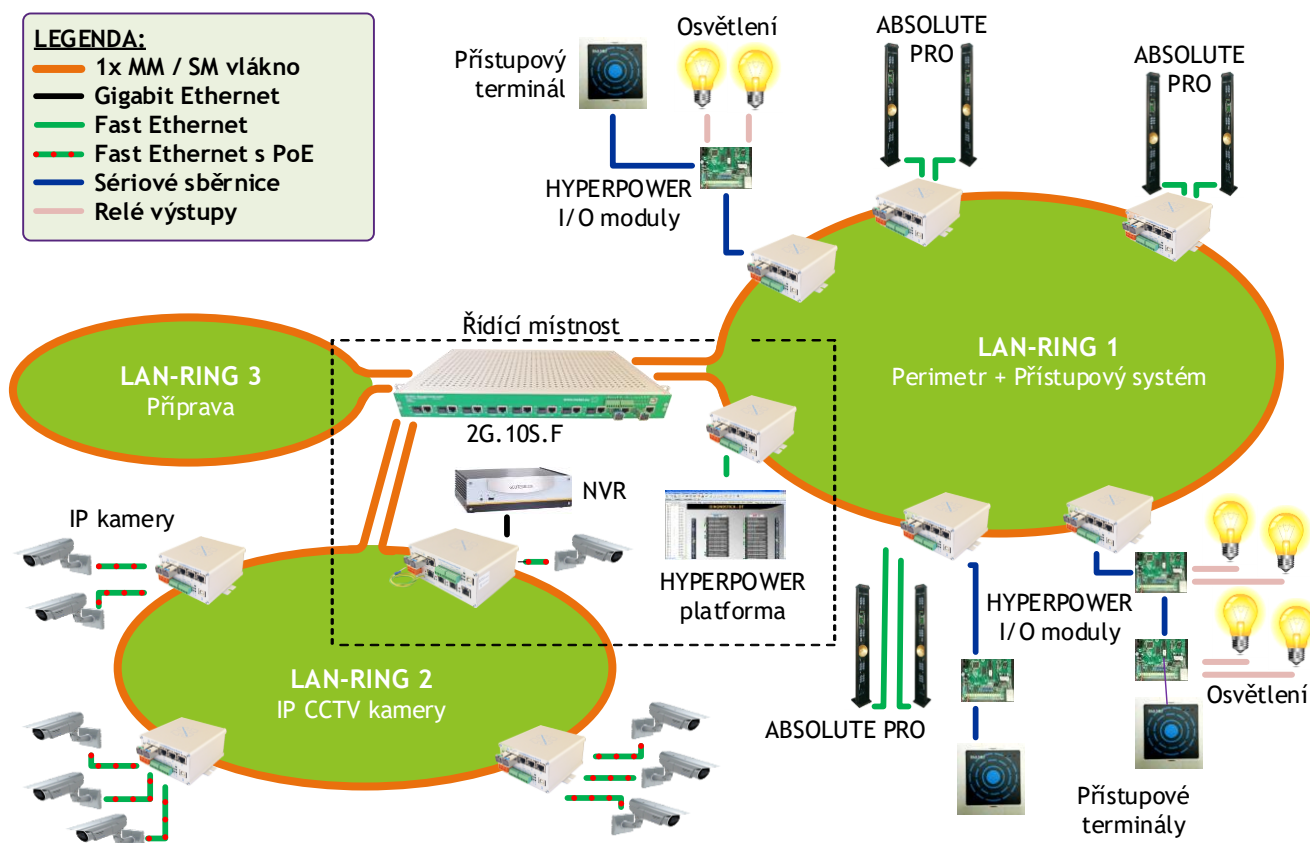 LEGENDA:
1x MM / SM vlákno
Gigabit Ethernet
Fast Ethernet
Fast Ethernet s PoE
Sériové sběrnice
Relé výstupy
Přístupový
terminál
Osvětlení
ABSOLUTE
PRO
ABSOLUTE
PRO
HYPERPOWER
I/O moduly
Řídící místnost
LAN-RING 3
Příprava
LAN-RING 1
Perimetr + Přístupový systém
2G.10S.F
NVR
IP kamery
HYPERPOWER
platforma
HYPERPOWER
I/O moduly
LAN-RING 2
IP CCTV kamery
ABSOLUTE PRO
Osvětlení
Přístupové
terminály